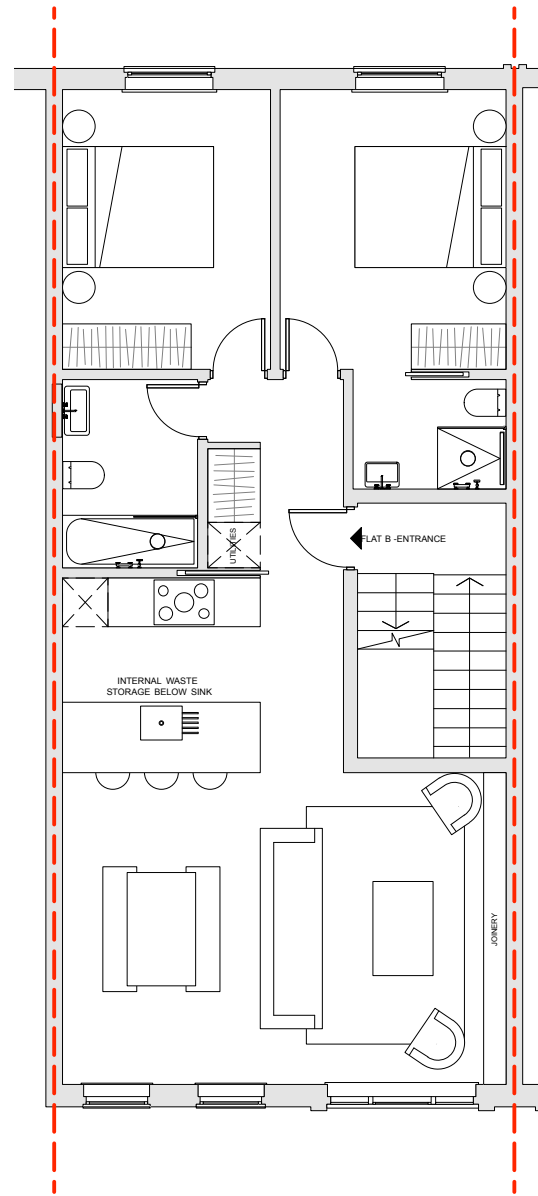 UTILITIES
FLAT B -ENTRANCE
INTERNAL WASTE
STORAGE BELOW SINK
JOINERY